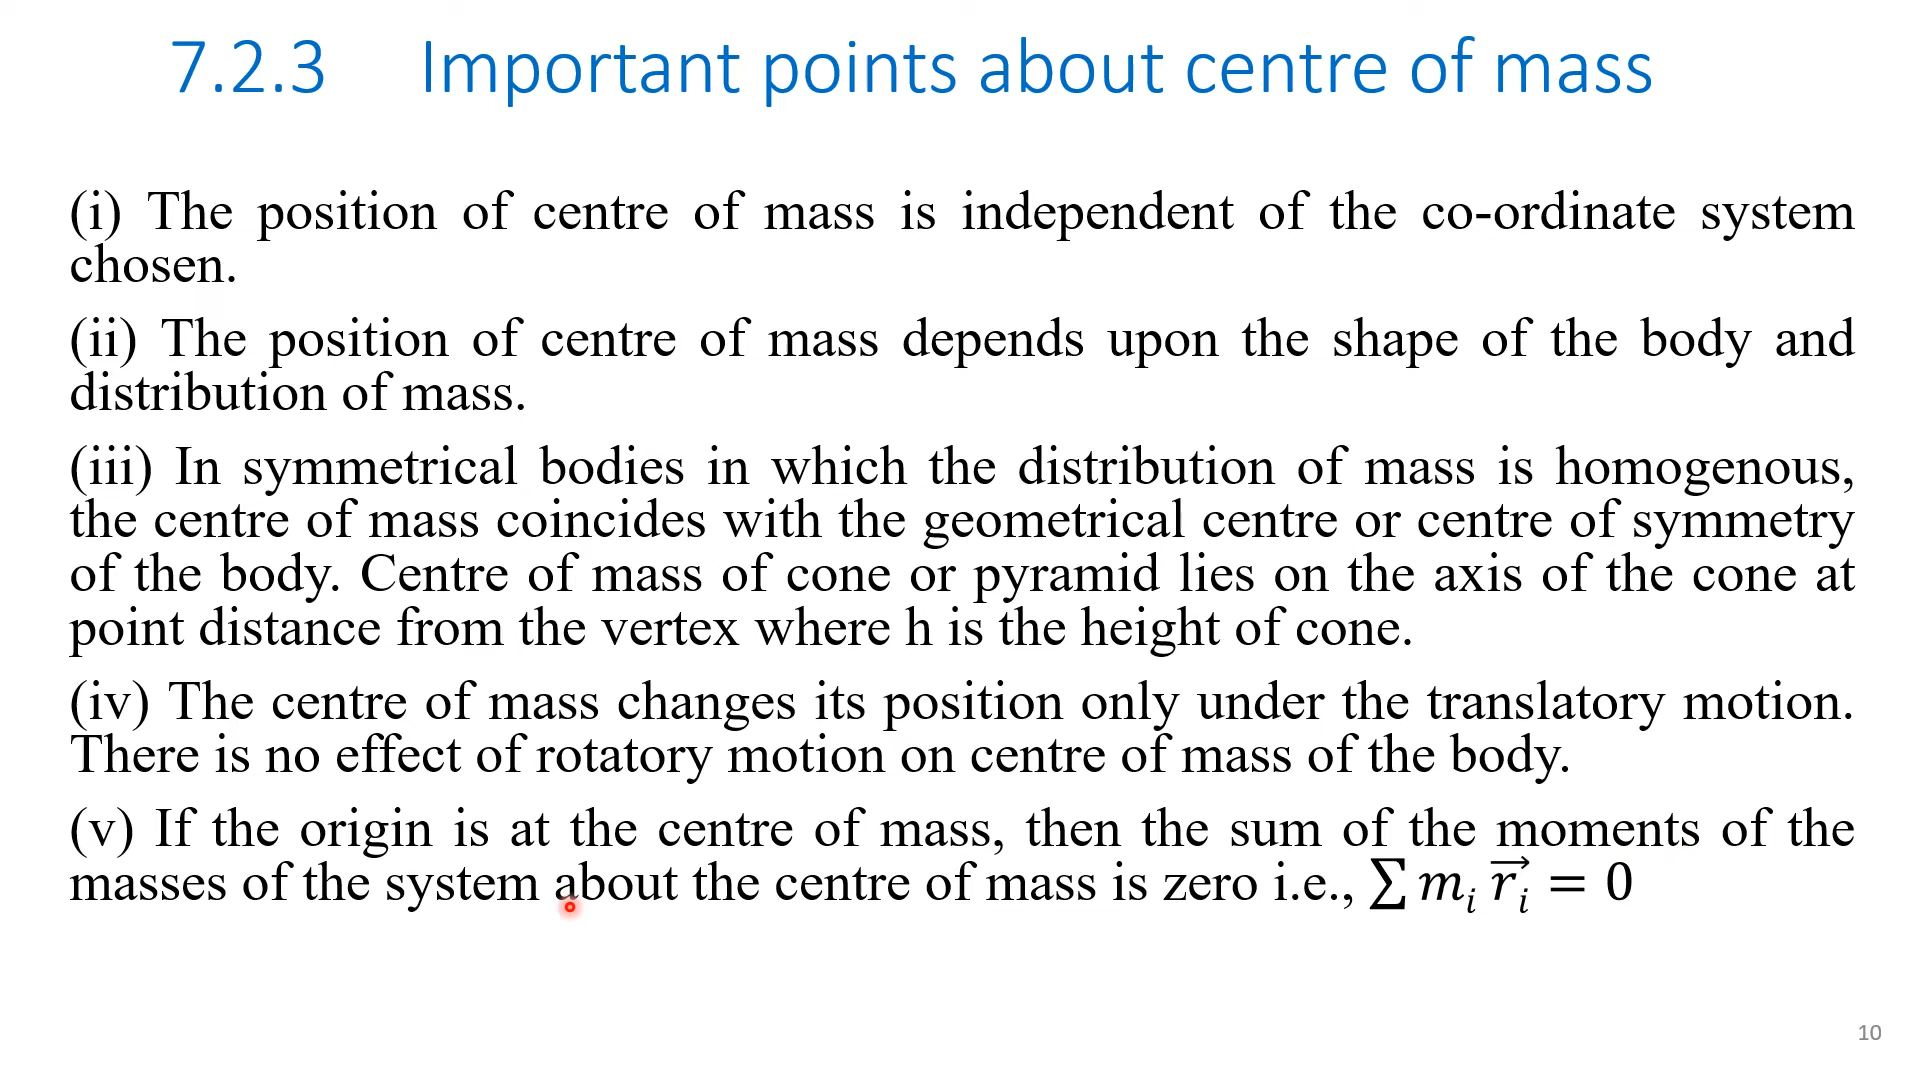 7.2.3 Important points about centre of mass
(i) The position of centre of mass is independent of the co-ordinate system
chosen.
(ii) The position of centre of mass depends upon the shape of the body and
distribution of mass.
(iii) In symmetrical bodies in which the distribution of mass is homogenous,
the centre of mass coincides with the geometrical centre or centre of symmetry
of the body. Centre of mass of cone or pyramid lies on the axis of the cone at
point distance from the vertex where h is the height of cone.
(iv) The centre of mass changes its position only under the translatory motion.
There is no effect of rotatory motion on centre of mass of the body.
(v) If the origin is at the centre of mass, then the sum of the moments of the
masses of the system about the centre of mass is zero i.e., ∑ mᵢ r⃗ᵢ = 0
10